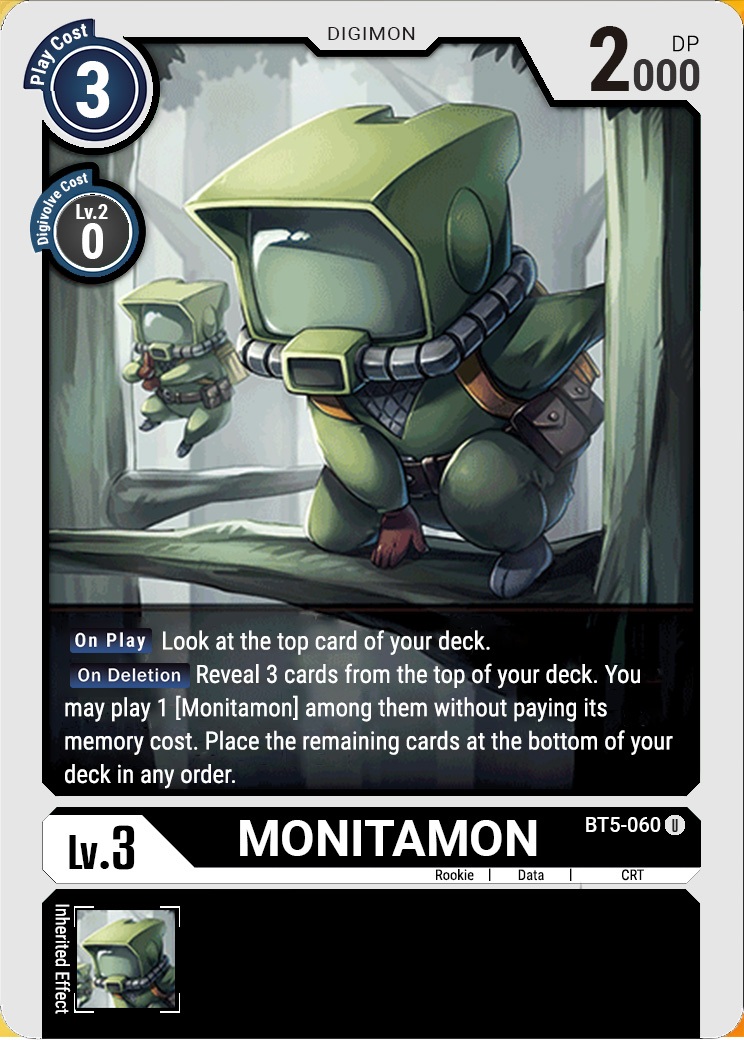 Play Cost
3
DIGIMON
DP
2000
Digivolve Cost
Lv.2
0
On Play Look at the top card of your deck.
On Deletion Reveal 3 cards from the top of your deck. You
may play 1 [Monitamon] among them without paying its
memory cost. Place the remaining cards at the bottom of your
deck in any order.
Lv.3
MONITAMON
BT5-060 U
Rookie | Data | CRT
Inherited Effect